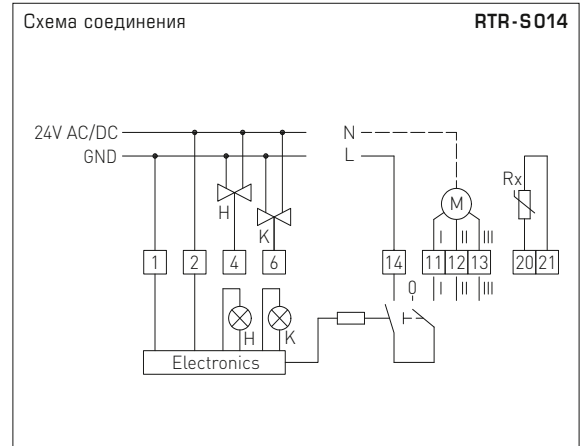 Схема соединения RTR-S014
24V AC/DC
GND
N
L
H
K
M
Rx
I II III
1 2 4 6 14 11 12 13 20 21
0
I II III
H K
Electronics